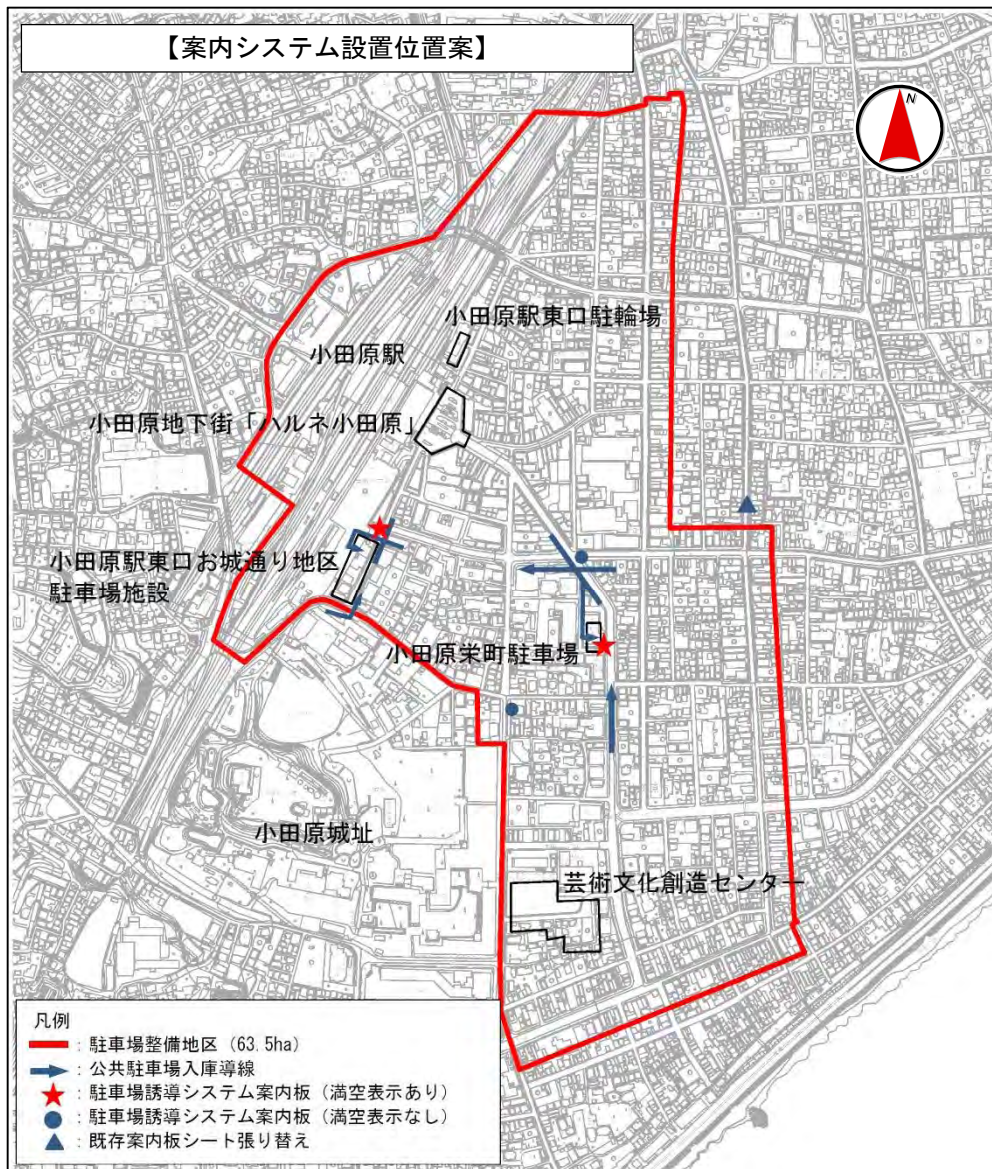 【案内システム設置位置案】
N
小田原駅東口駐輪場
小田原駅
小田原地下街「ハルネ小田原」
小田原駅東口お城通り地区
駐車場施設
小田原栄町駐車場
小田原城址
芸術文化創造センター
凡例
：駐車場整備地区（63.5ha）
：公共駐車場入庫導線
：駐車場誘導システム案内板（満空表示あり）
：駐車場誘導システム案内板（満空表示なし）
：既存案内板シート張り替え